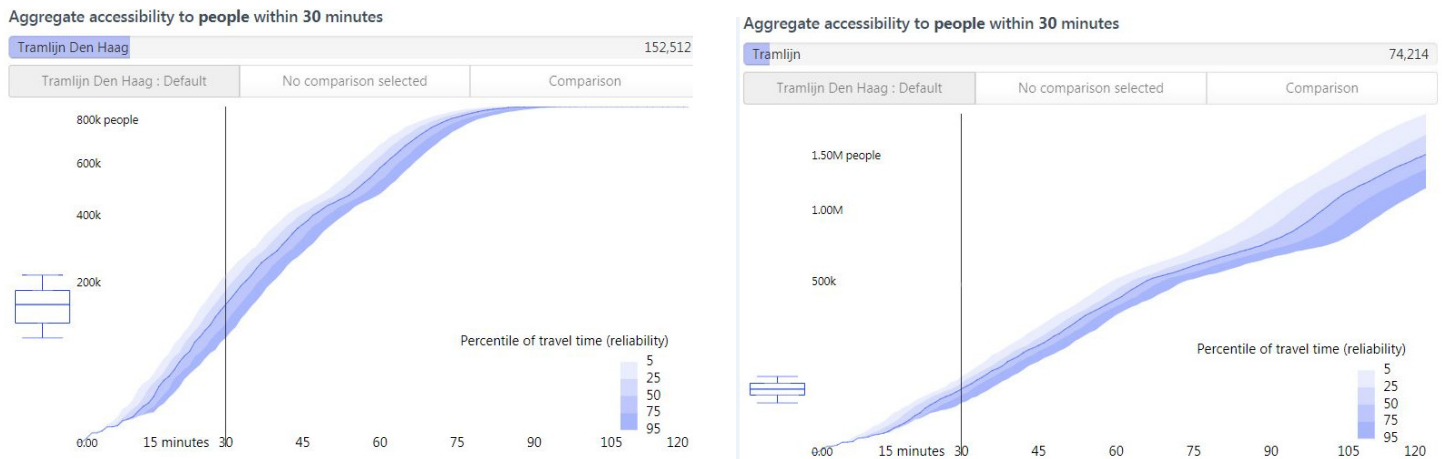 Aggregate accessibility to people within 30 minutes
Tramlijn Den Haag 152,512
Tramlijn Den Haag : Default No comparison selected Comparison
800k people
600k
400k
200k
Percentile of travel time (reliability)
5
25
50
75
95
0:00 15 minutes 30 45 60 75 90 105 120
Aggregate accessibility to people within 30 minutes
Tramlijn 74,214
Tramlijn Den Haag : Default No comparison selected Comparison
1.50M people
1.00M
500k
Percentile of travel time (reliability)
5
25
50
75
95
0:00 15 minutes 30 45 60 75 90 105 120